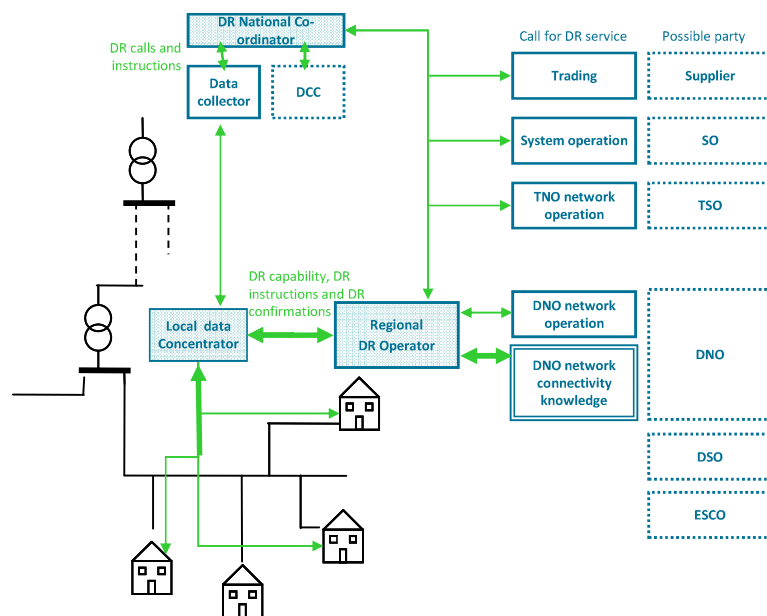 DR National Co-
ordinator
Call for DR service
Possible party
DR calls and
instructions
Data
collector
DCC
Trading
Supplier
System operation
SO
TNO network
operation
TSO
DR capability, DR
instructions and DR
confirmations
Local data
Concentrator
Regional
DR Operator
DNO network
operation
DNO network
connectivity
knowledge
DNO
DSO
ESCO